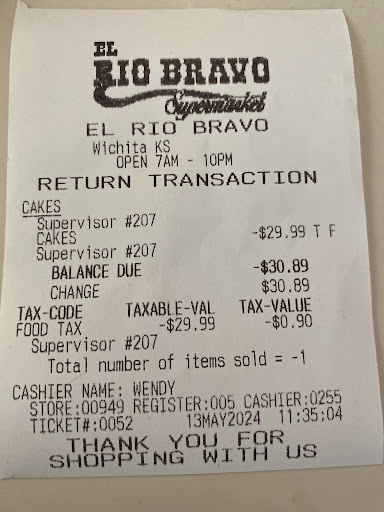 EL
RIO BRAVO
Supermarket
EL RIO BRAVO
Wichita KS
OPEN 7AM - 10PM
RETURN TRANSACTION
CAKES
Supervisor #207
CAKES -$29.99 T F
Supervisor #207
BALANCE DUE -$30.89
CHANGE $30.89
TAX-CODE TAXABLE-VAL TAX-VALUE
FOOD TAX -$29.99 -$0.90
Supervisor #207
Total number of items sold = -1
CASHIER NAME: WENDY
STORE:00949 REGISTER:005 CASHIER:0255
TICKET#:0052 13MAY2024 11:35:04
THANK YOU FOR
SHOPPING WITH US